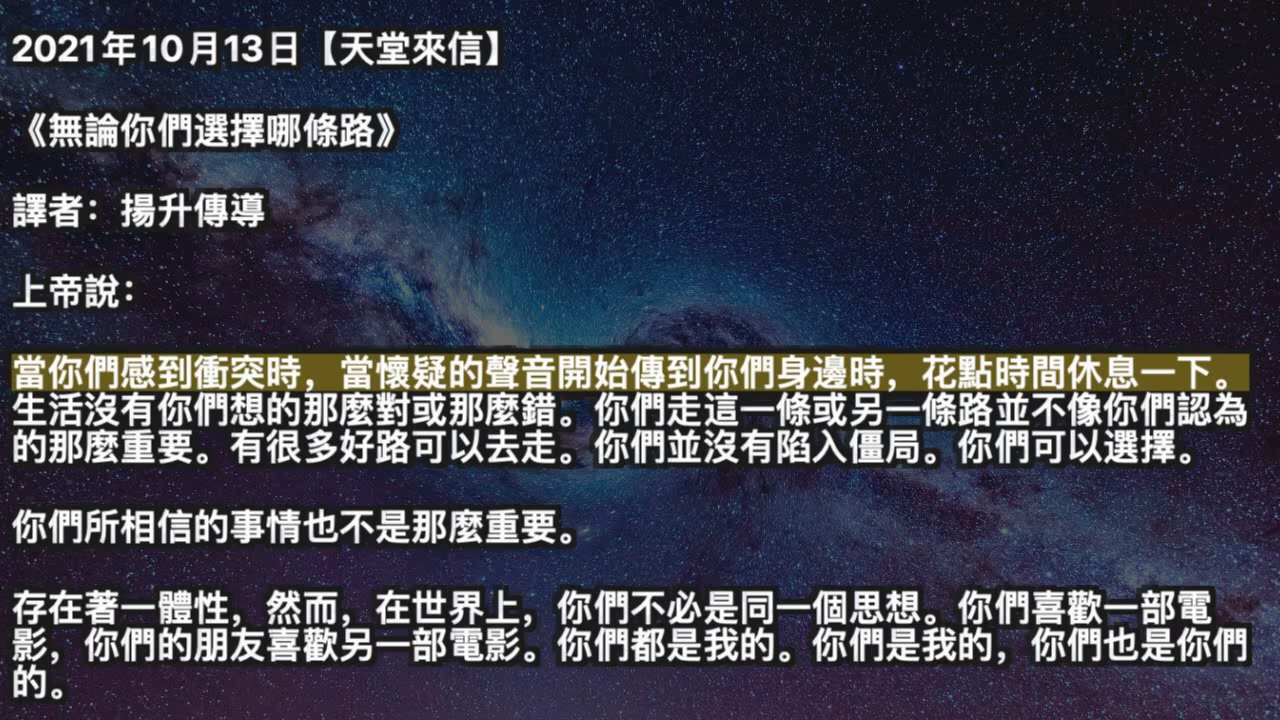 2021年10月13日【天堂來信】
《無論你們選擇哪條路》
譯者：揚升傳導
上帝說：
當你們感到衝突時，當懷疑的聲音開始傳到你們身邊時，花點時間休息一下。
生活沒有你們想的那麼對或那麼錯。你們走這一條或另一條路並不像你們認為
的那麼重要。有很多好路可以去走。你們並沒有陷入僵局。你們可以選擇。
你們所相信的事情也不是那麼重要。
存在著一體性，然而，在世界上，你們不必是同一個思想。你們喜歡一部電
影，你們的朋友喜歡另一部電影。你們都是我的。你們是我的，你們也是你們
的。